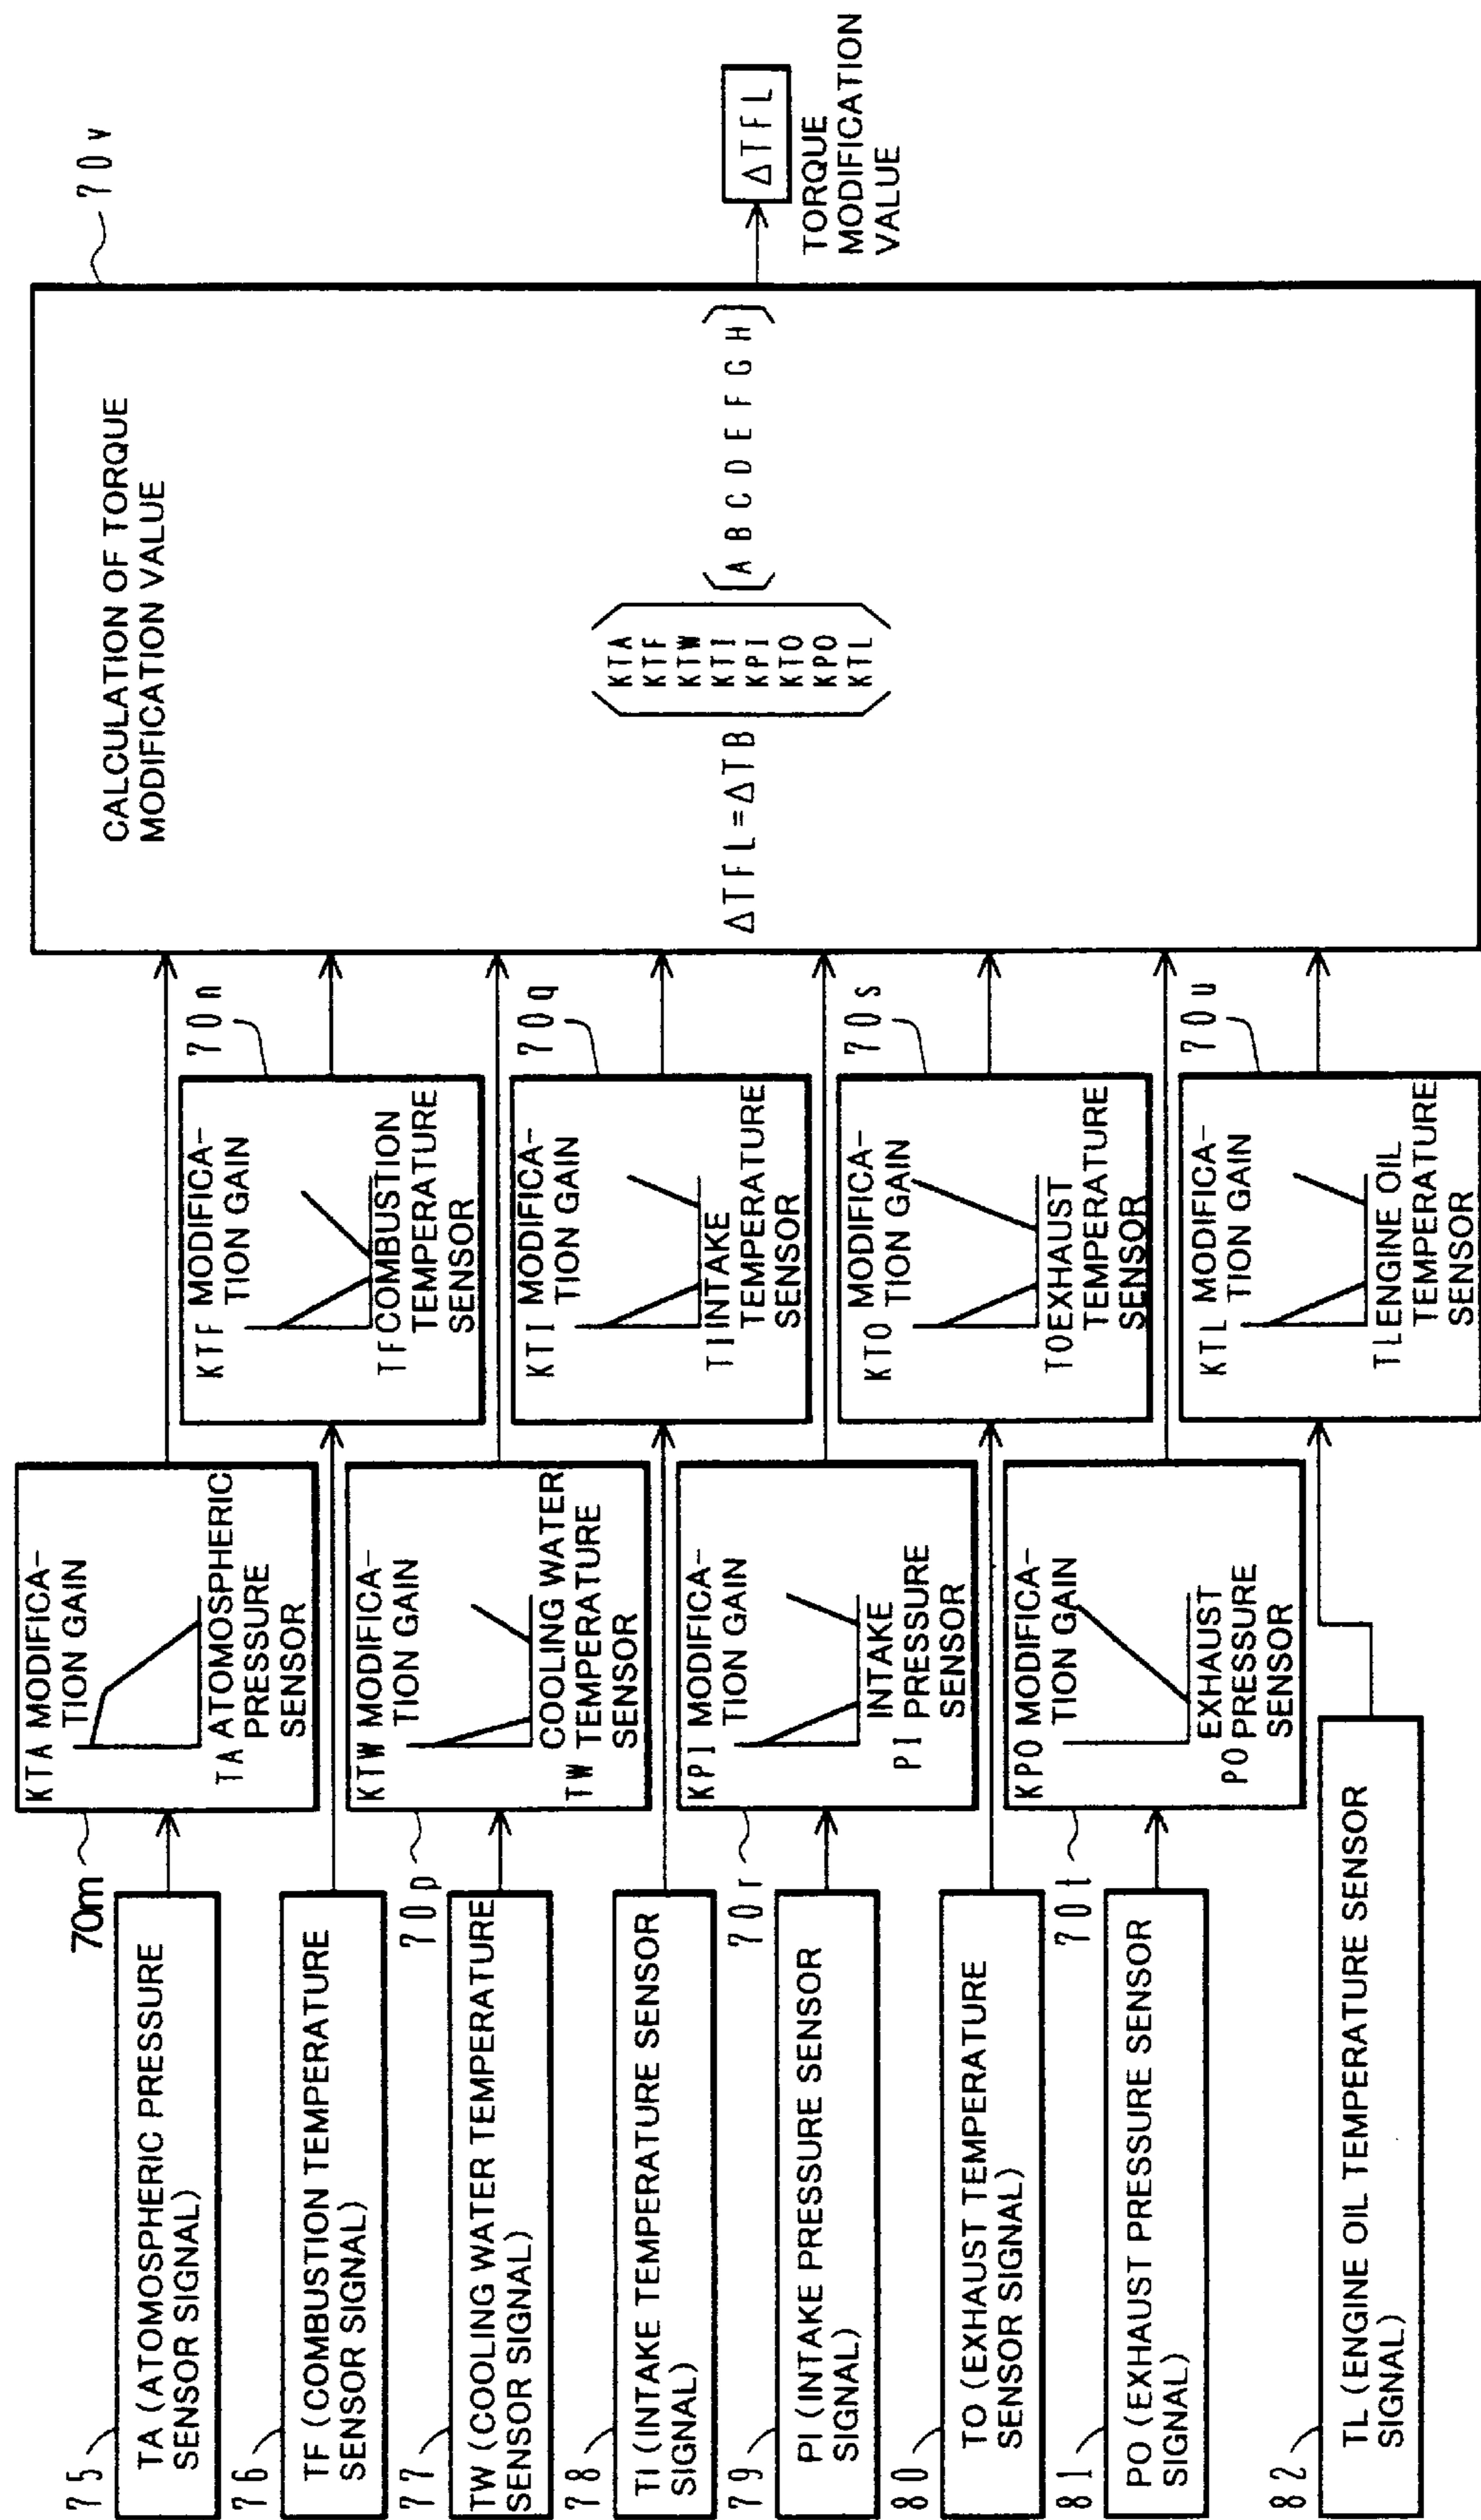 75
TA (ATOMOSPHERIC PRESSURE
SENSOR SIGNAL)
76
TF (COMBUSTION TEMPERATURE
SENSOR SIGNAL)
77
TW (COOLING WATER TEMPERATURE
SENSOR SIGNAL)
78
TI (INTAKE TEMPERATURE SENSOR
SIGNAL)
79
PI (INTAKE PRESSURE SENSOR
SIGNAL)
80
TO (EXHAUST TEMPERATURE
SENSOR SIGNAL)
81
PO (EXHAUST PRESSURE SENSOR
SIGNAL)
82
TL (ENGINE OIL TEMPERATURE SENSOR
SIGNAL)
70m
KTA MODIFICA-
TION GAIN
TA ATOMOSPHERIC
PRESSURE
SENSOR
70p
KTW MODIFICA-
TION GAIN
COOLING WATER
TW TEMPERATURE
SENSOR
70r
KPI MODIFICA-
TION GAIN
INTAKE
PI PRESSURE
SENSOR
70t
KPO MODIFICA-
TION GAIN
EXHAUST
PO PRESSURE
SENSOR
70n
KTF MODIFICA-
TION GAIN
TF COMBUSTION
TEMPERATURE
SENSOR
70q
KTI MODIFICA-
TION GAIN
TI INTAKE
TEMPERATURE
SENSOR
70s
KTO MODIFICA-
TION GAIN
TO EXHAUST
TEMPERATURE
SENSOR
70u
KTL MODIFICA-
TION GAIN
TL ENGINE OIL
TEMPERATURE
SENSOR
70v
CALCULATION OF TORQUE
MODIFICATION VALUE
ΔTFL=ΔTB
KTA
KTF
KTW
KTI
KPI
KTO
KPO
KTL
[A B C D E F G H]
ΔTFL
TORQUE
MODIFICATION
VALUE